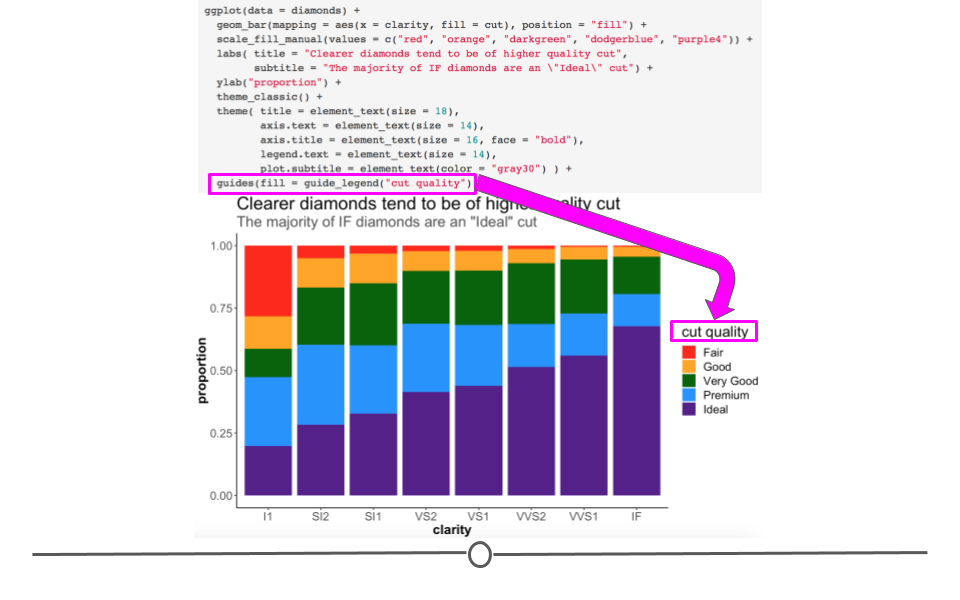 ggplot(data = diamonds) +
geom_bar(mapping = aes(x = clarity, fill = cut), position = "fill") +
scale_fill_manual(values = c("red", "orange", "darkgreen", "dodgerblue", "purple4")) +
labs( title = "Clearer diamonds tend to be of higher quality cut",
subtitle = "The majority of IF diamonds are an \"Ideal\" cut") +
ylab("proportion") +
theme_classic() +
theme( title = element_text(size = 18),
axis.text = element_text(size = 14),
axis.title = element_text(size = 16, face = "bold"),
legend.text = element_text(size = 14),
plot.subtitle = element_text(color = "gray30") ) +
guides(fill = guide_legend("cut quality")
Clearer diamonds tend to be of higher quality cut
The majority of IF diamonds are an "Ideal" cut
1.00
0.75
0.50
0.25
0.00
proportion
I1 SI2 SI1 VS2 VS1 VVS2 VVS1 IF
clarity
cut quality
Fair
Good
Very Good
Premium
Ideal